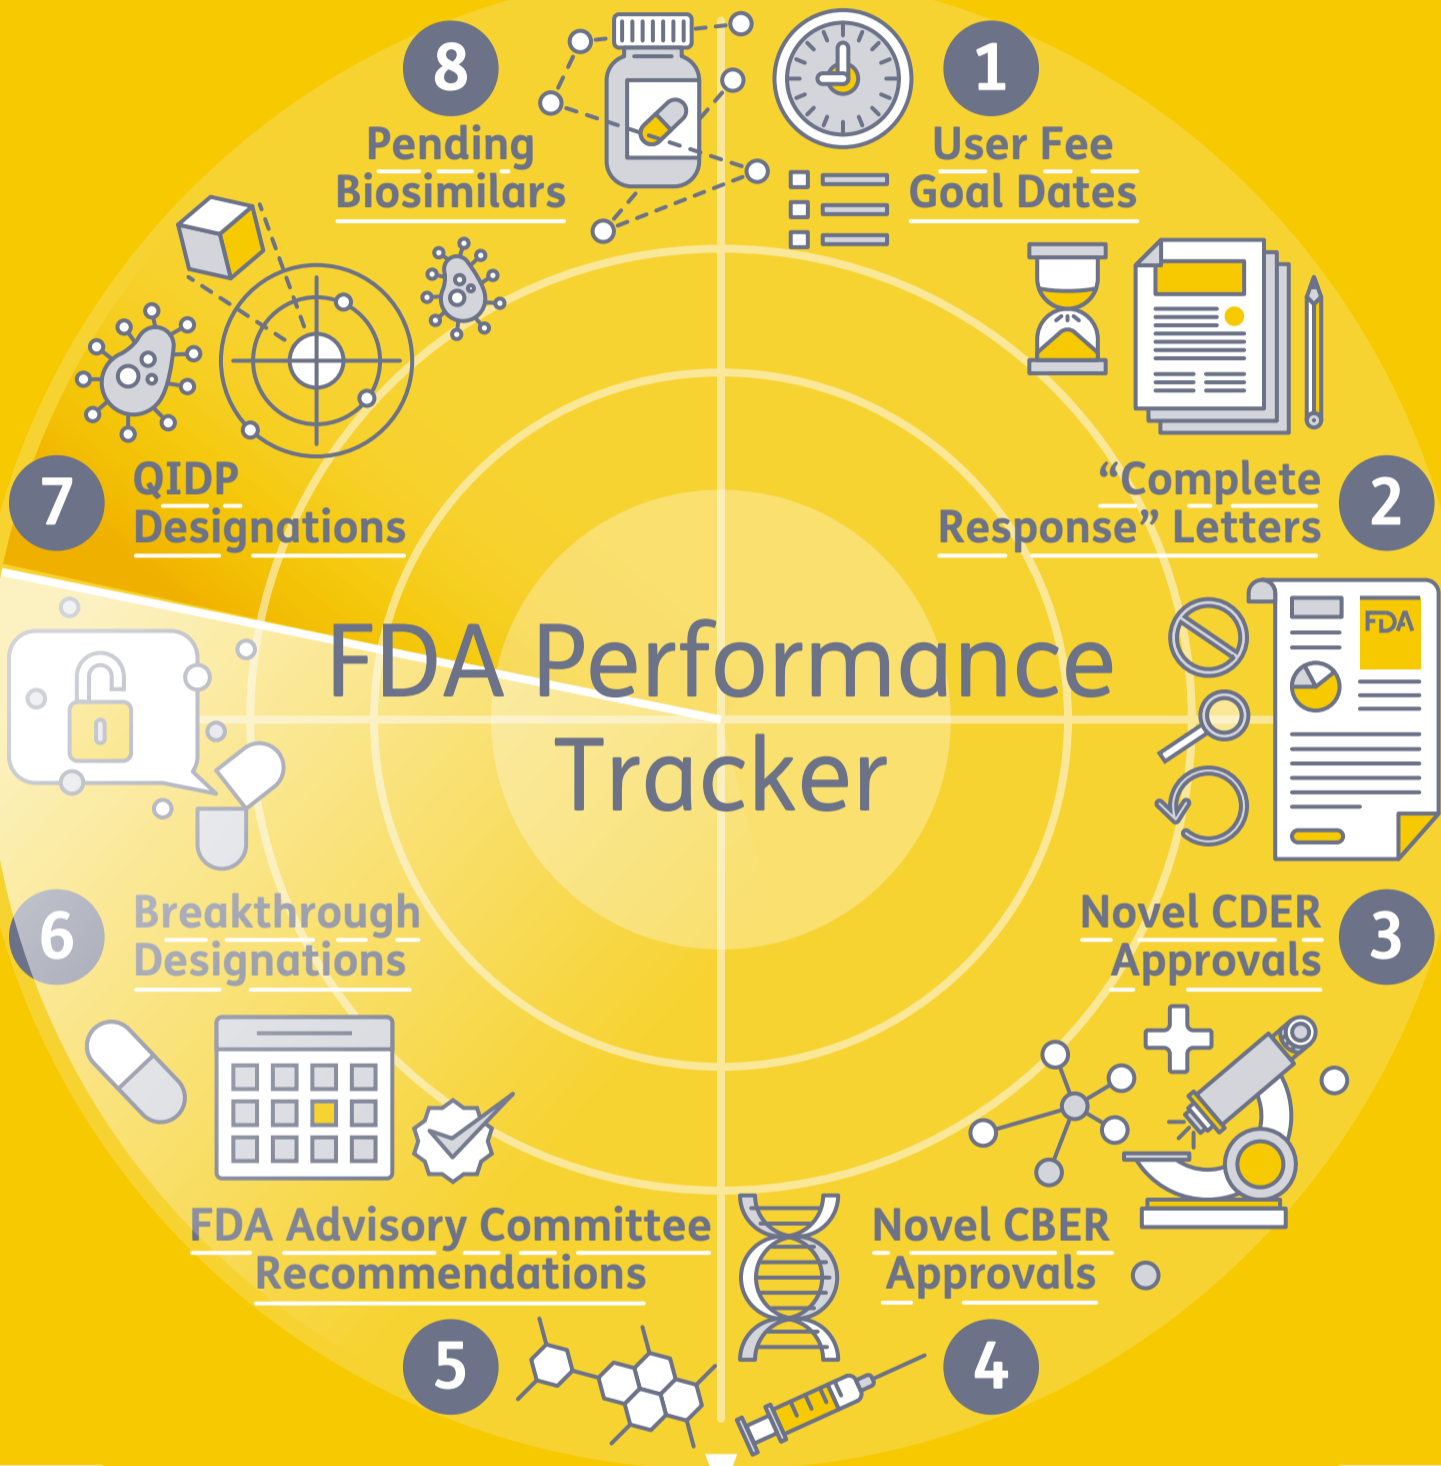 FDA Performance
Tracker
1
User Fee
Goal Dates
2
“Complete
Response” Letters
FDA
3
Novel CDER
Approvals
4
Novel CBER
Approvals
5
FDA Advisory Committee
Recommendations
6
Breakthrough
Designations
7
QIDP
Designations
8
Pending
Biosimilars